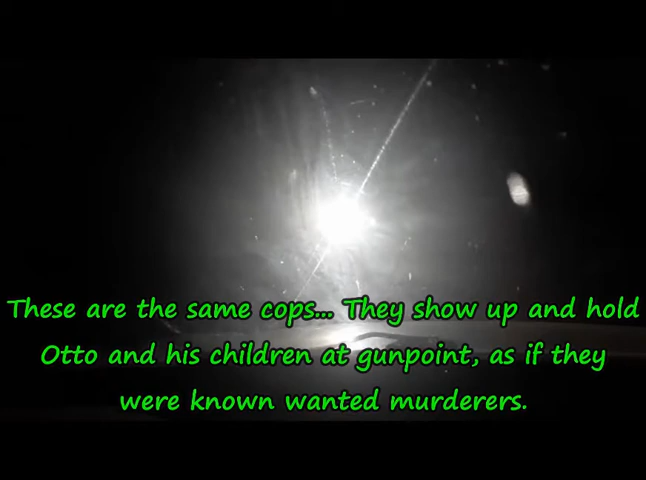 These are the same cops... They show up and hold
Otto and his children at gunpoint, as if they
were known wanted murderers.